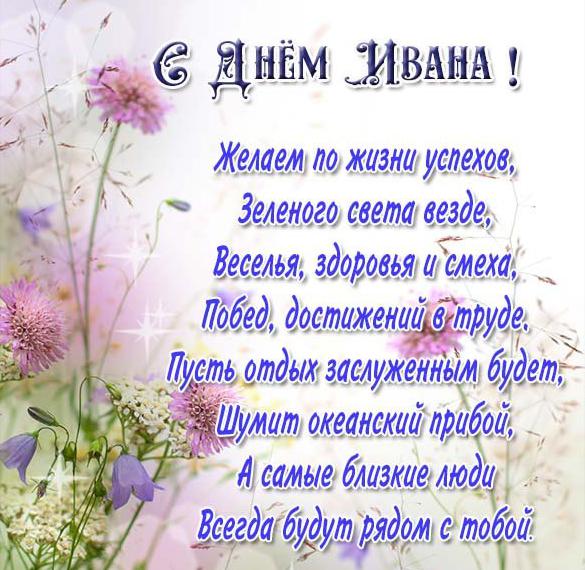 С Днём Ивана !
Желаем по жизни успехов,
Зеленого света везде,
Веселья, здоровья и смеха,
Побед, достижений в труде.
Пусть отдых заслуженным будет,
Шумит океанский прибой,
А самые близкие люди
Всегда будут рядом с тобой.